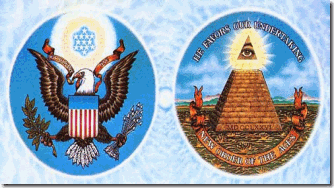 HE FAVORS OUR UNDERTAKING
NEW ORDER OF THE AGES